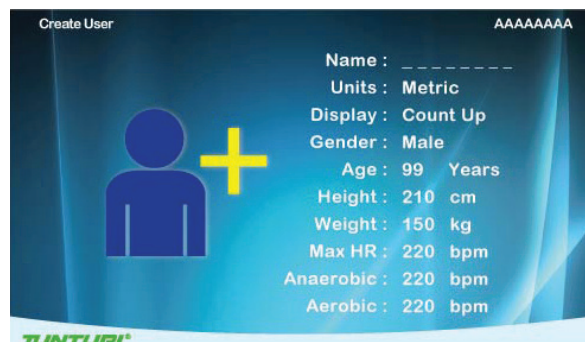 Create User
AAAAAAAA
Name : _ _ _ _ _ _ _ _
Units : Metric
Display : Count Up
Gender : Male
Age : 99 Years
Height : 210 cm
Weight : 150 kg
Max HR : 220 bpm
Anaerobic : 220 bpm
Aerobic : 220 bpm
TUNTURI®